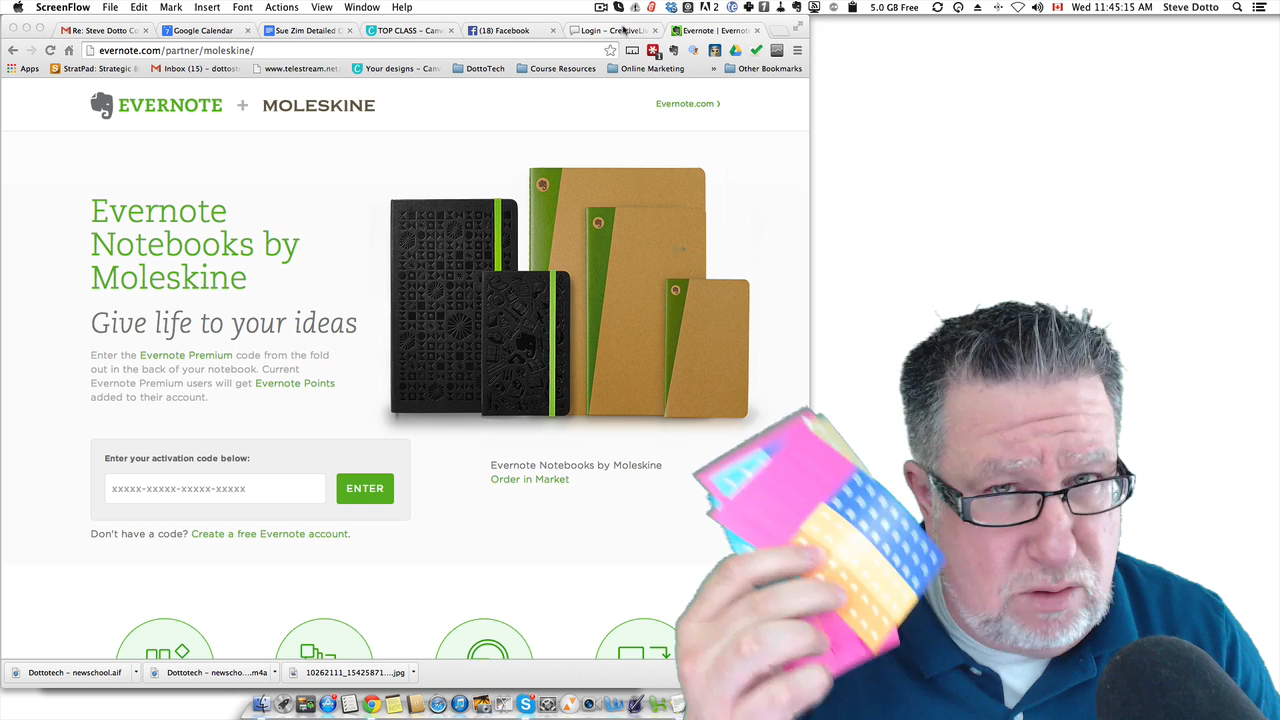 ScreenFlow File Edit Mark Insert Font Actions View Window Help 2 7 5.0 GB Free Wed 11:45:15 AM Steve Dotto
Re: Steve Dotto Co Google Calendar Sue Zim Detailed O TOP CLASS – Canv (18) Facebook Login – CreativeLiv Evernote | Evernot
evernote.com/partner/moleskine/
Apps StratPad: Strategic B Inbox (15) – dottost www.telestream.net/ Your designs – Canv DottoTech Course Resources Online Marketing » Other Bookmarks
EVERNOTE + MOLESKINE
Evernote.com ›
Evernote
Notebooks by
Moleskine
Give life to your ideas
Enter the Evernote Premium code from the fold
out in the back of your notebook. Current
Evernote Premium users will get Evernote Points
added to their account.
Enter your activation code below:
xxxxx-xxxxx-xxxxx-xxxxx ENTER
Don't have a code? Create a free Evernote account.
Evernote Notebooks by Moleskine
Order in Market
Dottotech – newschool.aif Dottotech – newscho....m4a 10262111_15425871....jpg